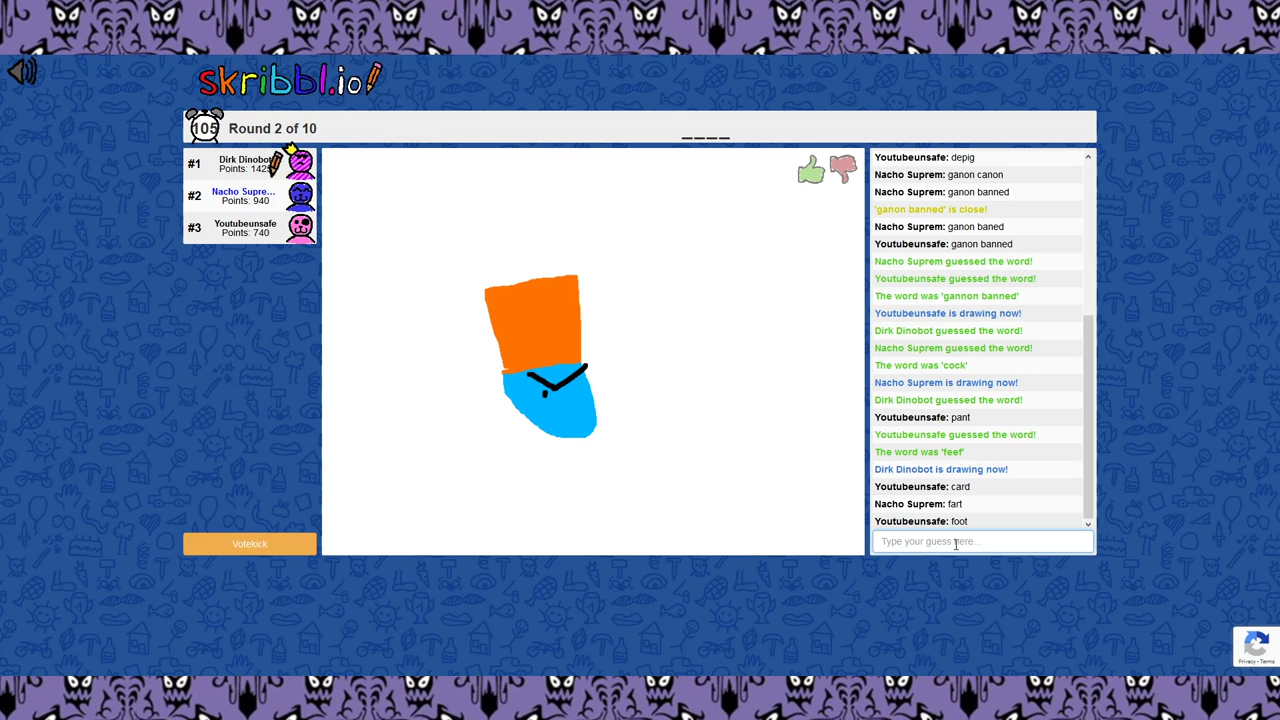 skribbl.io
105 Round 2 of 10
____
#1 Dirk Dinobot
Points: 1425
#2 Nacho Supre...
Points: 940
#3 Youtubeunsafe
Points: 740
Votekick
Youtubeunsafe: depig
Nacho Suprem: ganon canon
Nacho Suprem: ganon banned
'ganon banned' is close!
Nacho Suprem: ganon baned
Youtubeunsafe: ganon banned
Nacho Suprem guessed the word!
Youtubeunsafe guessed the word!
The word was 'gannon banned'
Youtubeunsafe is drawing now!
Dirk Dinobot guessed the word!
Nacho Suprem guessed the word!
The word was 'cock'
Nacho Suprem is drawing now!
Dirk Dinobot guessed the word!
Youtubeunsafe: pant
Youtubeunsafe guessed the word!
The word was 'feef'
Dirk Dinobot is drawing now!
Youtubeunsafe: card
Nacho Suprem: fart
Youtubeunsafe: foot
Type your guess here...
Privacy - Terms